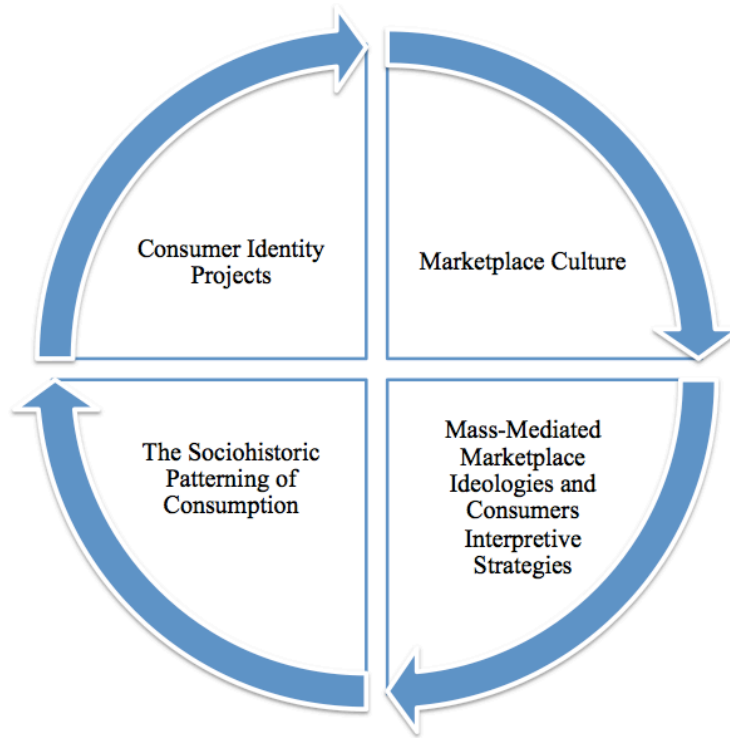 Consumer Identity
Projects
Marketplace Culture
The Sociohistoric
Patterning of
Consumption
Mass-Mediated
Marketplace
Ideologies and
Consumers
Interpretive
Strategies